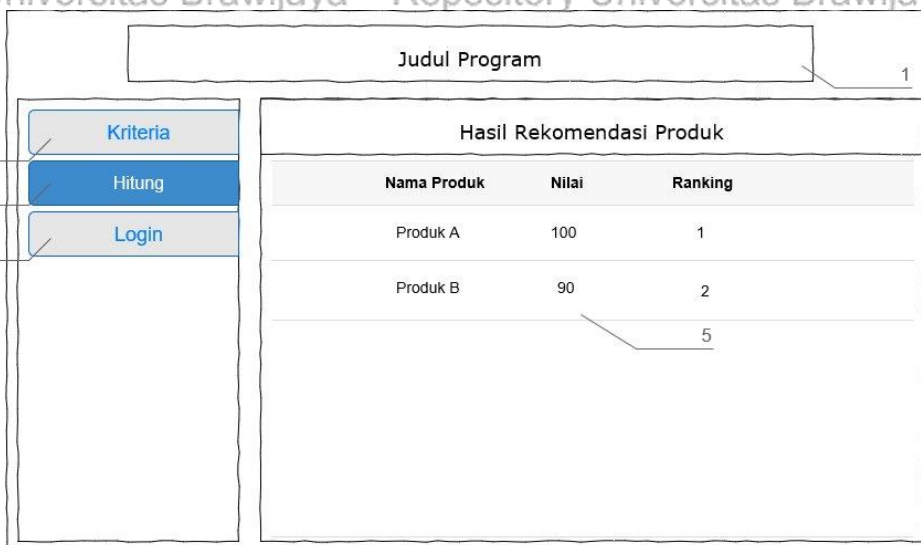 Universitas Brawijaya Repository Universitas Brawijaya
Judul Program
1
Kriteria
Hitung
Login
Hasil Rekomendasi Produk
Nama Produk Nilai Ranking
Produk A 100 1
Produk B 90 2
5